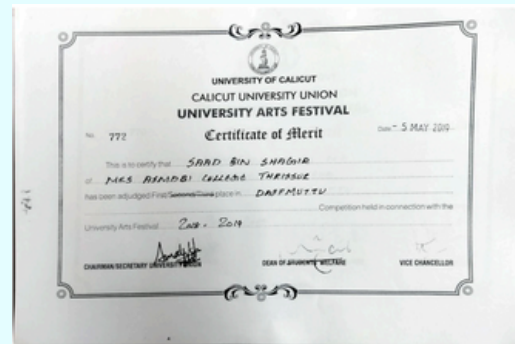 UNIVERSITY OF CALICUT
CALICUT UNIVERSITY UNION
UNIVERSITY ARTS FESTIVAL
No. 772 Certificate of Merit Date - 5 MAY 2019
This is to certify that SAAD BIN SHAGIR
of MES ASMABI COLLEGE THRISSUR
has been adjudged First/Second/Third place in DAFFMUTTU
Competition held in connection with the
University Arts Festival 2019
CHAIRMAN/SECRETARY UNIVERSITY UNION DEAN OF STUDENTS WELFARE VICE CHANCELLOR